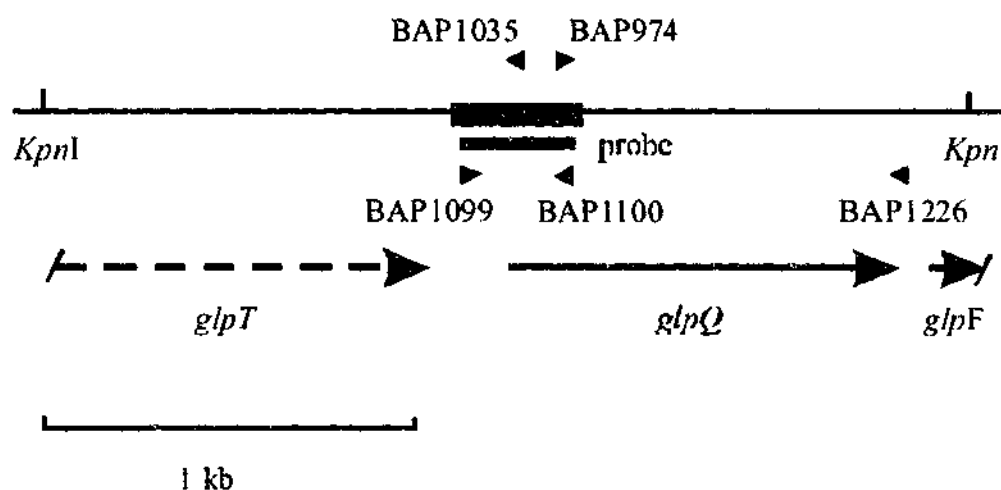 BAP1035 BAP974
KpnI probe Kpn
BAP1099 BAP1100 BAP1226
glpT glpQ glpF
1 kb